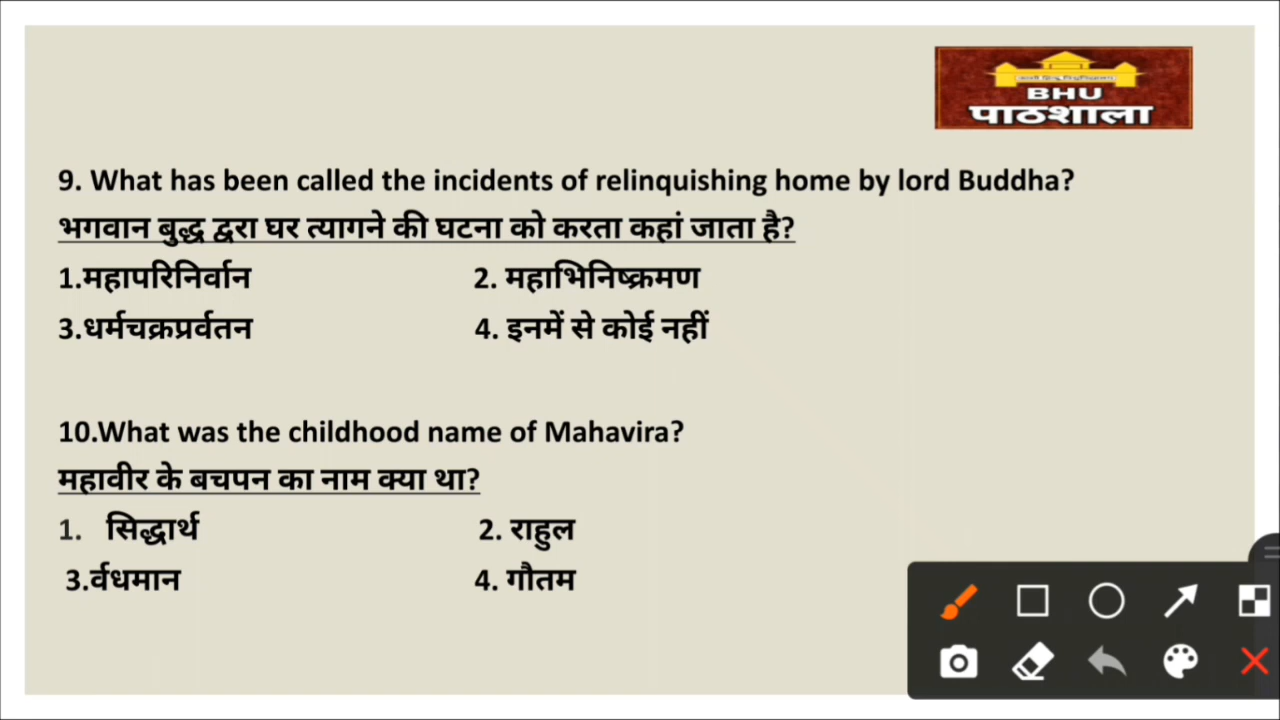 BHU
पाठशाला
9. What has been called the incidents of relinquishing home by lord Buddha?
भगवान बुद्ध द्वरा घर त्यागने की घटना को करता कहां जाता है?
1.महापरिनिर्वान 2. महाभिनिष्क्रमण
3.धर्मचक्रप्रर्वतन 4. इनमें से कोई नहीं
10.What was the childhood name of Mahavira?
महावीर के बचपन का नाम क्या था?
1. सिद्धार्थ 2. राहुल
3.र्वधमान 4. गौतम